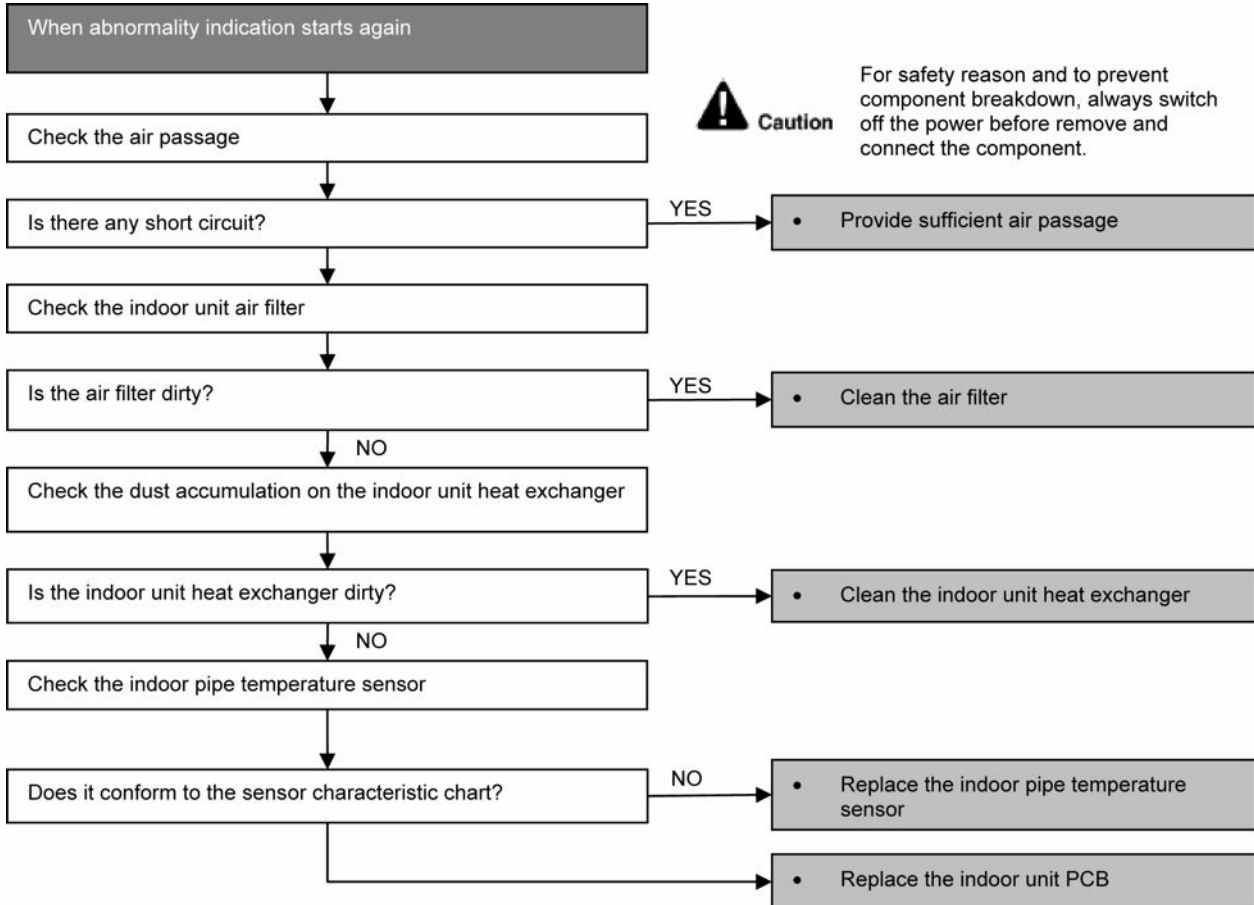 When abnormality indication starts again
Caution
For safety reason and to prevent
component breakdown, always switch
off the power before remove and
connect the component.
Check the air passage
Is there any short circuit?
YES
• Provide sufficient air passage
Check the indoor unit air filter
Is the air filter dirty?
YES
• Clean the air filter
NO
Check the dust accumulation on the indoor unit heat exchanger
Is the indoor unit heat exchanger dirty?
YES
• Clean the indoor unit heat exchanger
NO
Check the indoor pipe temperature sensor
Does it conform to the sensor characteristic chart?
NO
• Replace the indoor pipe temperature
sensor
• Replace the indoor unit PCB